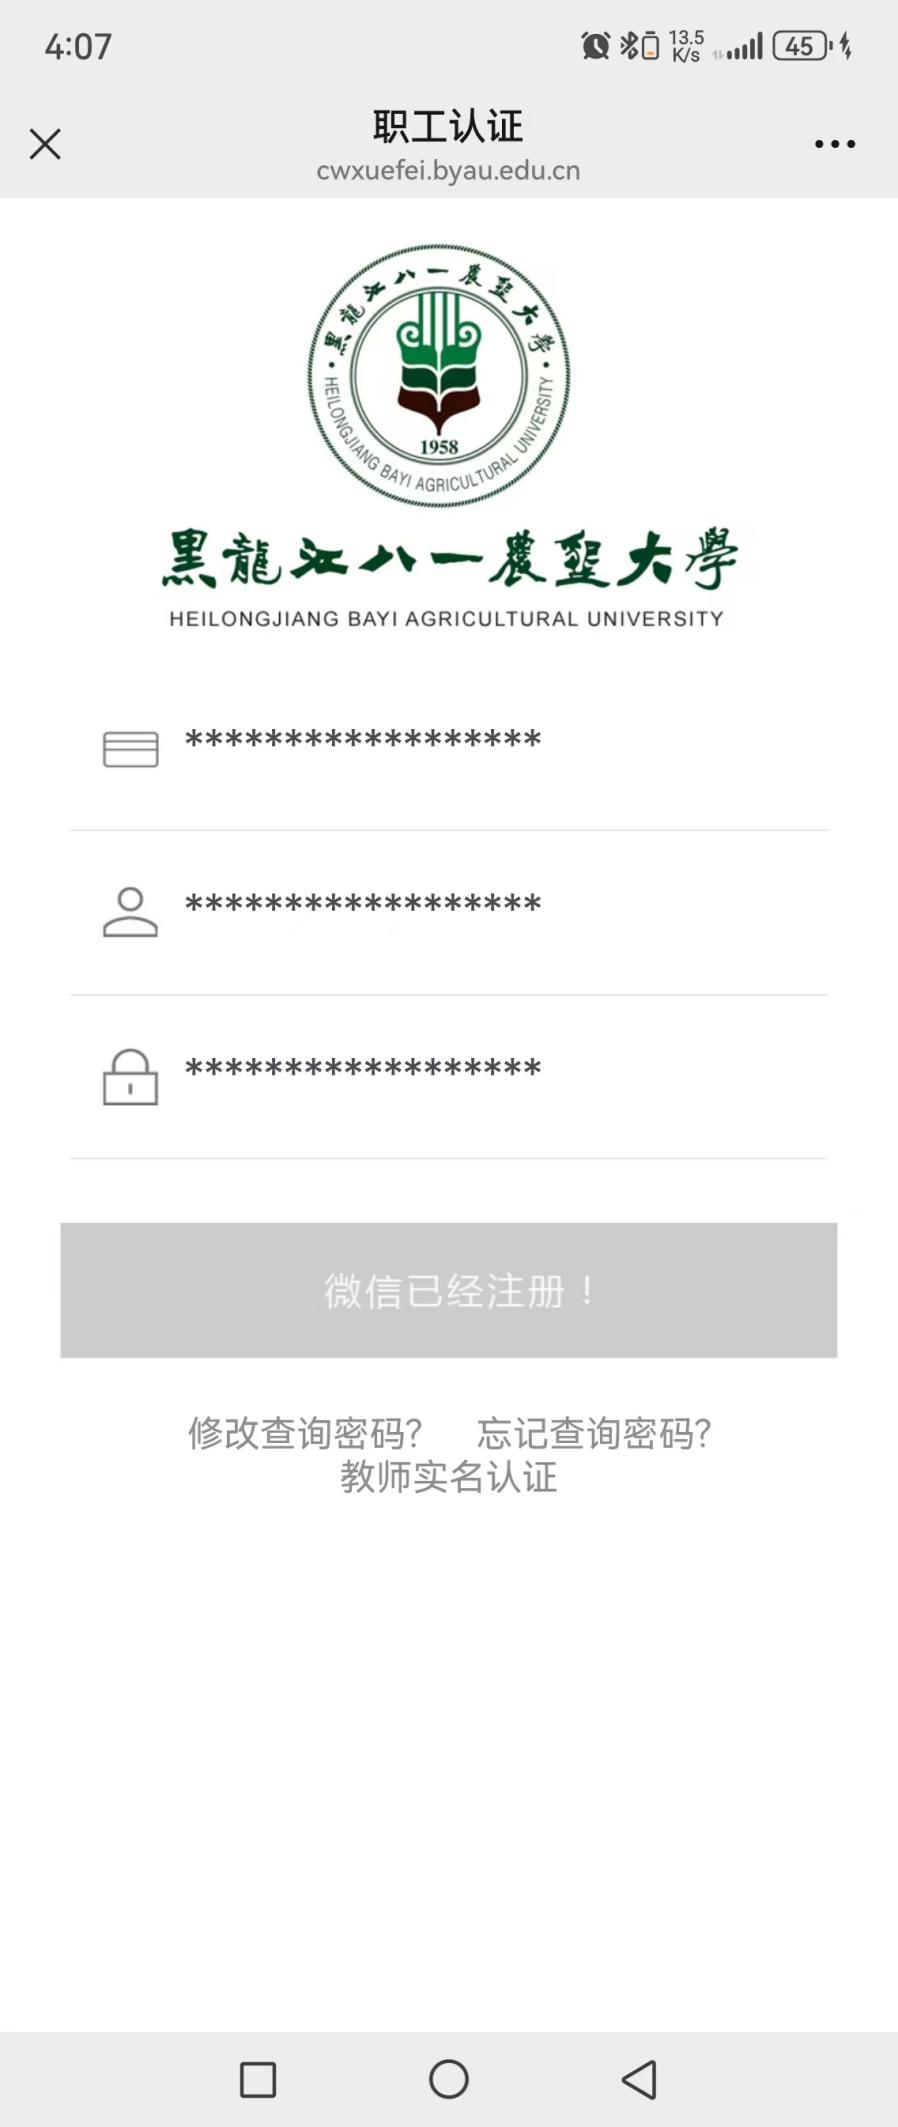 4:07
13.5
K/s
45
职工认证
cwxuefei.byau.edu.cn
黑龍江八一農墾大學
HEILONGJIANG BAYI AGRICULTURAL UNIVERSITY
1958
黑龍江八一農墾大學
HEILONGJIANG BAYI AGRICULTURAL UNIVERSITY
******************
******************
******************
微信已经注册！
修改查询密码? 忘记查询密码?
教师实名认证